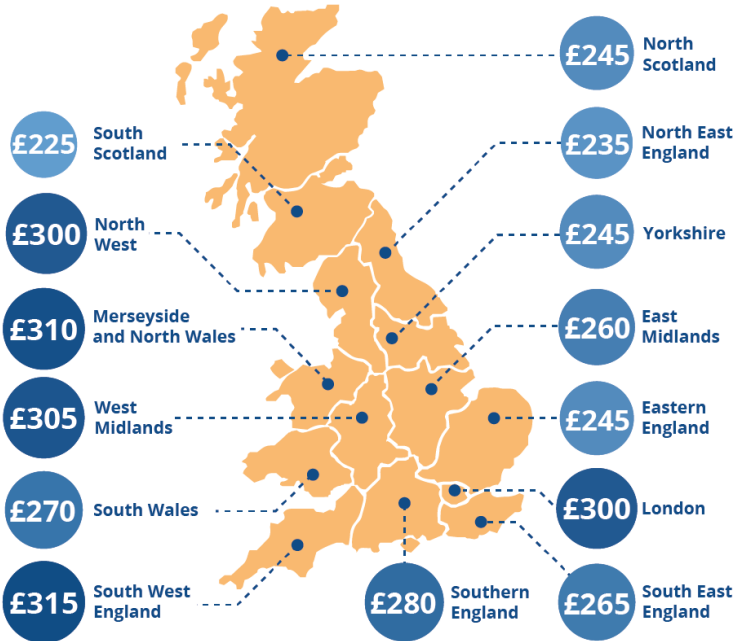 £245
North
Scotland
£225
South
Scotland
£235
North East
England
£300
North
West
£245
Yorkshire
£310
Merseyside
and North Wales
£260
East
Midlands
£305
West
Midlands
£245
Eastern
England
£270
South Wales
£300
London
£315
South West
England
£280
Southern
England
£265
South East
England